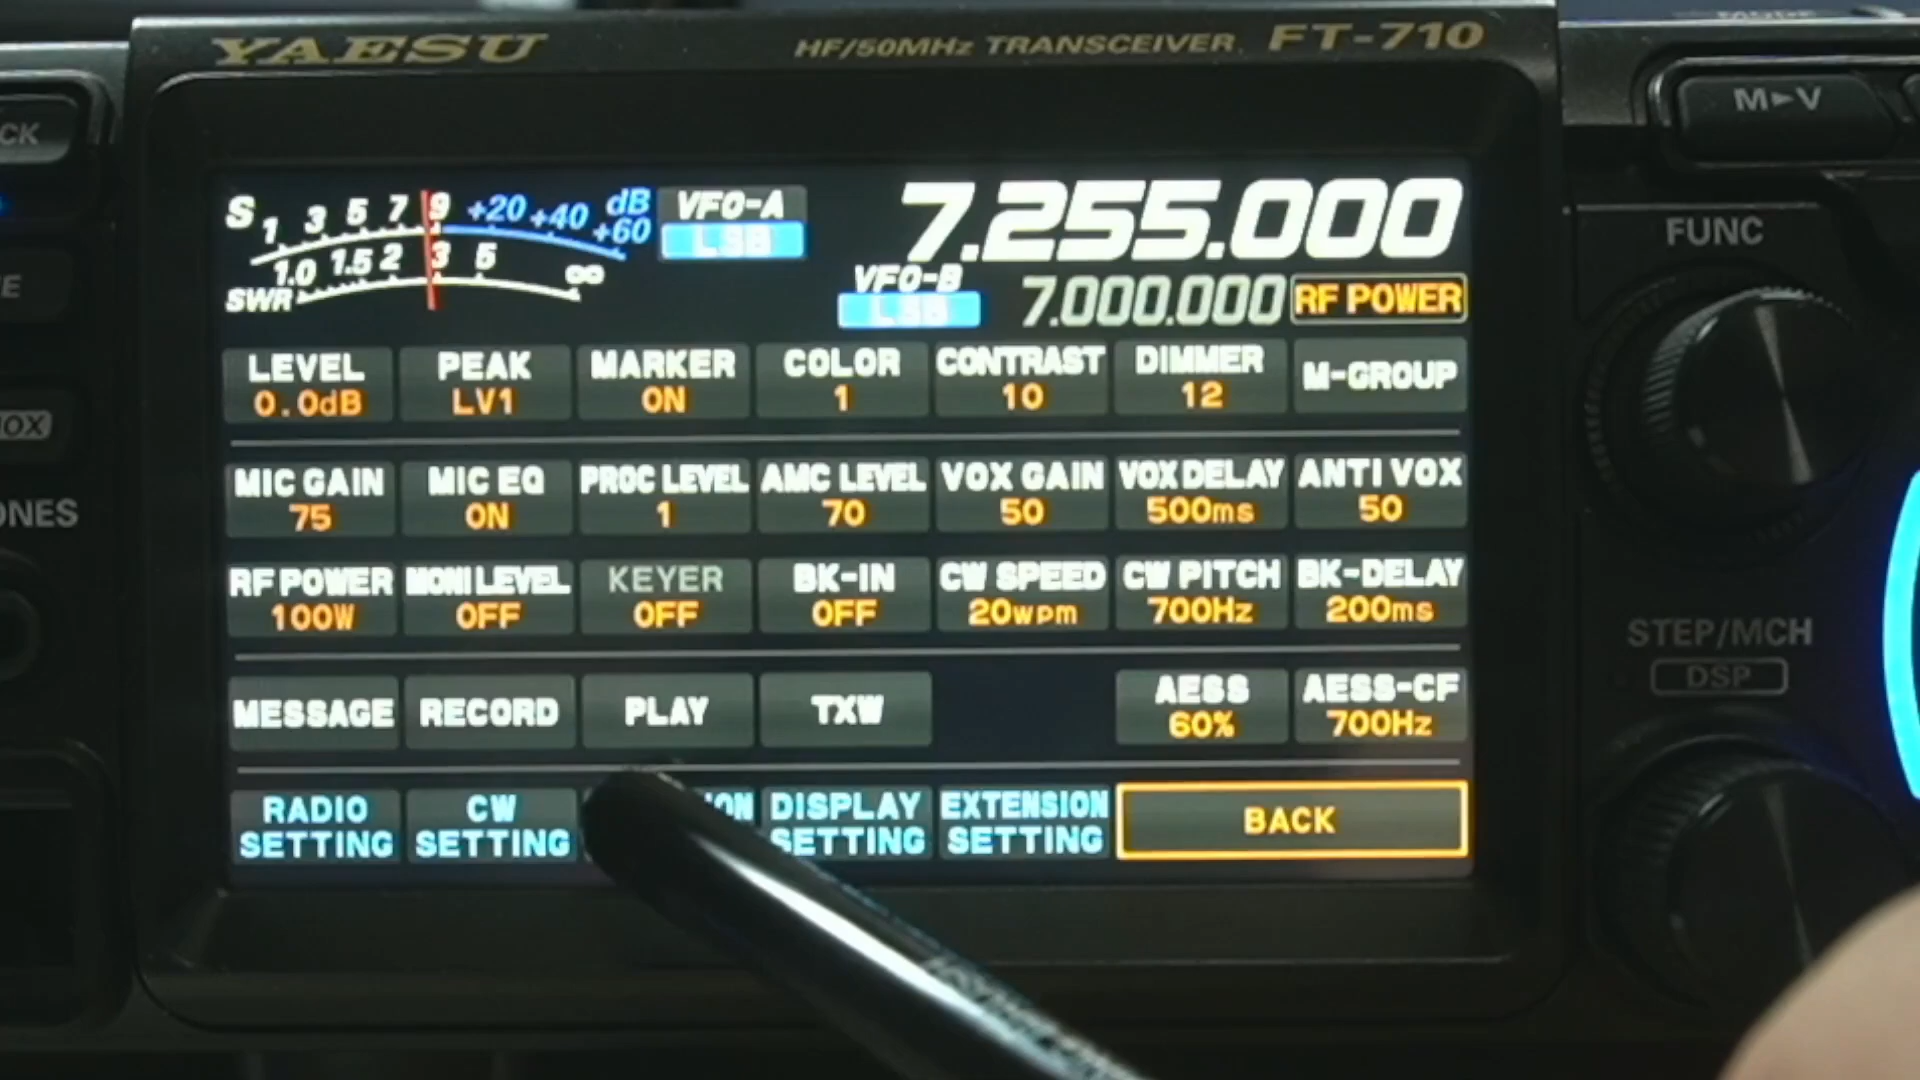 YAESU HF/50MHz TRANSCEIVER FT-710
M►V
CK
S 1 3 5 7 9 +20 +40 +60 dB
VFO-A
LSB
7.255.000
FUNC
SWR 1.0 1.5 2 3 5 ∞
VFO-B
LSB
7.000.000
RF POWER
LEVEL PEAK MARKER COLOR CONTRAST DIMMER M-GROUP
0.0dB LV1 ON 1 10 12
OX
MIC GAIN MIC EQ PROC LEVEL AMC LEVEL VOX GAIN VOX DELAY ANTI VOX
75 ON 1 70 50 500ms 50
ONES
RF POWER MONI LEVEL KEYER BK-IN CW SPEED CW PITCH BK-DELAY
100W OFF OFF OFF 20wpm 700Hz 200ms
STEP/MCH
DSP
MESSAGE RECORD PLAY TXW AESS AESS-CF
60% 700Hz
RADIO CW ION DISPLAY EXTENSION BACK
SETTING SETTING SETTING SETTING